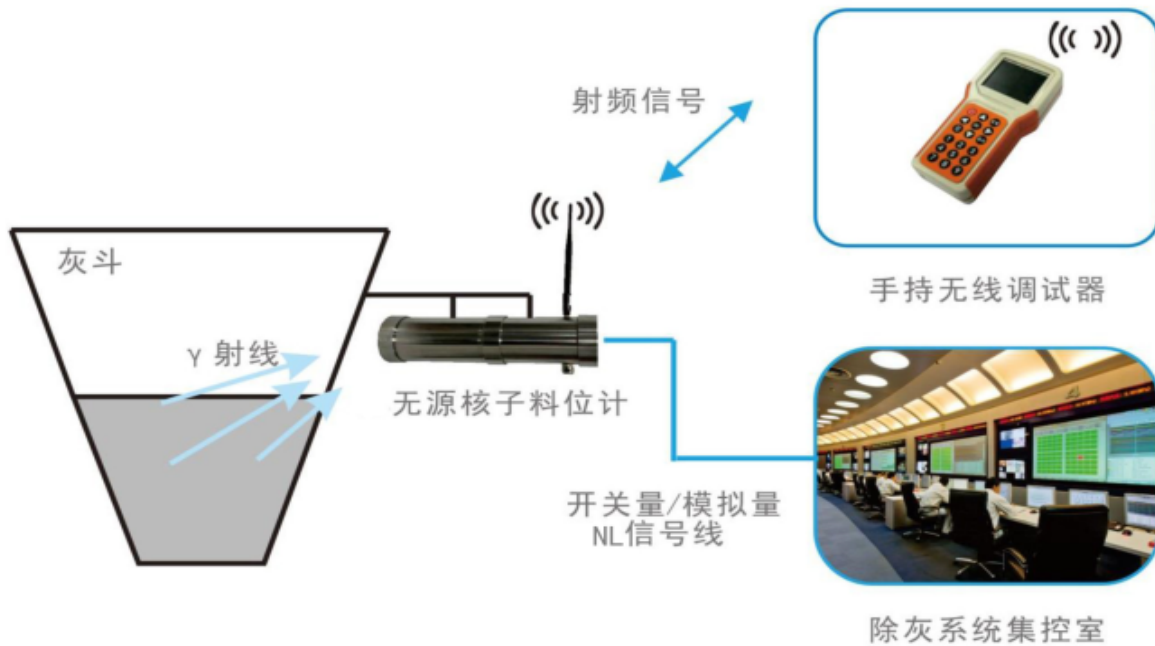 射频信号
手持无线调试器
灰斗
γ射线
无源核子料位计
开关量/模拟量
NL信号线
除灰系统集控室